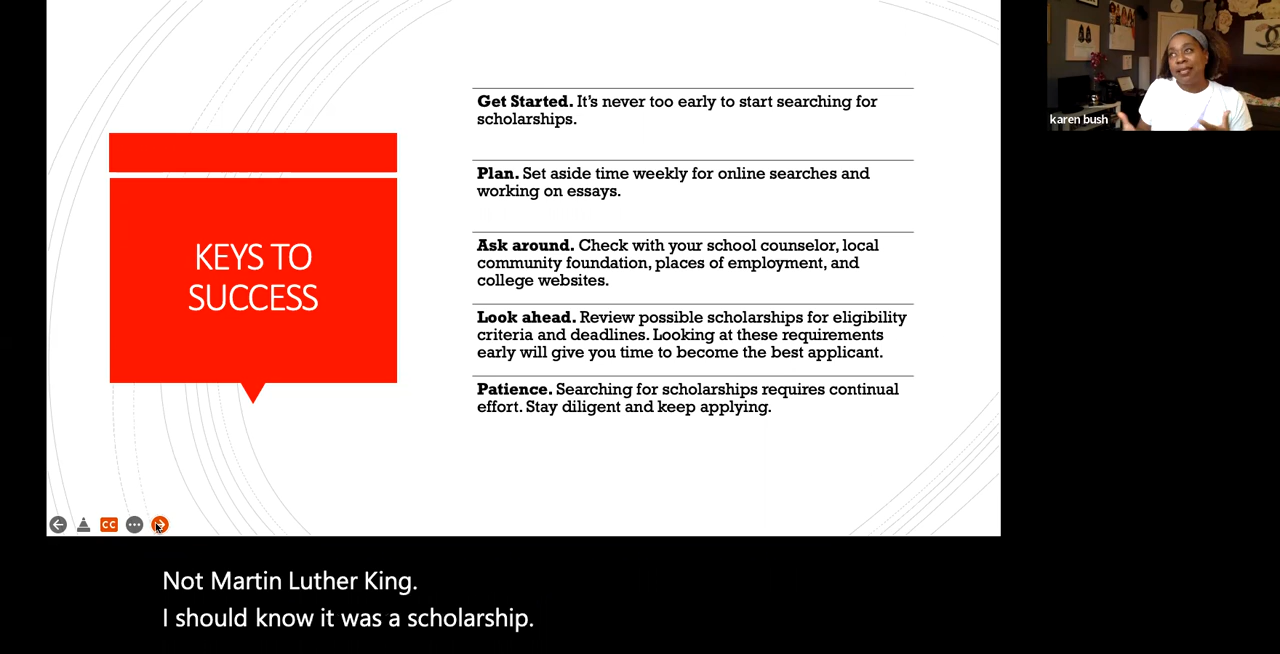 KEYS TO
SUCCESS
Get Started. It's never too early to start searching for
scholarships.
Plan. Set aside time weekly for online searches and
working on essays.
Ask around. Check with your school counselor, local
community foundation, places of employment, and
college websites.
Look ahead. Review possible scholarships for eligibility
criteria and deadlines. Looking at these requirements
early will give you time to become the best applicant.
Patience. Searching for scholarships requires continual
effort. Stay diligent and keep applying.
karen bush
CC
Not Martin Luther King.
I should know it was a scholarship.